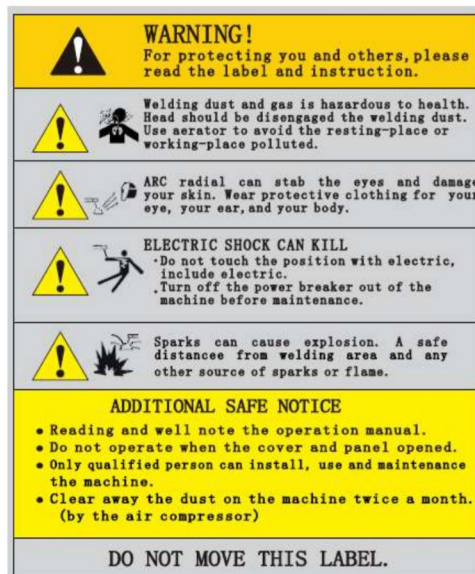 WARNING!
For protecting you and others, please
read the label and instruction.
Welding dust and gas is hazardous to health.
Head should be disengaged the welding dust.
Use aerator to avoid the resting-place or
working-place polluted.
ARC radial can stab the eyes and damage
your skin. Wear protective clothing for your
eye, your ear, and your body.
ELECTRIC SHOCK CAN KILL
·Do not touch the position with electric,
include electric.
.Turn off the power breaker out of the
machine before maintenance.
Sparks can cause explosion. A safe
distancee from welding area and any
other source of sparks or flame.
ADDITIONAL SAFE NOTICE
• Reading and well note the operation manual.
• Do not operate when the cover and panel opened.
• Only qualified person can install, use and maintenance
the machine.
• Clear away the dust on the machine twice a month.
(by the air compressor)
DO NOT MOVE THIS LABEL.